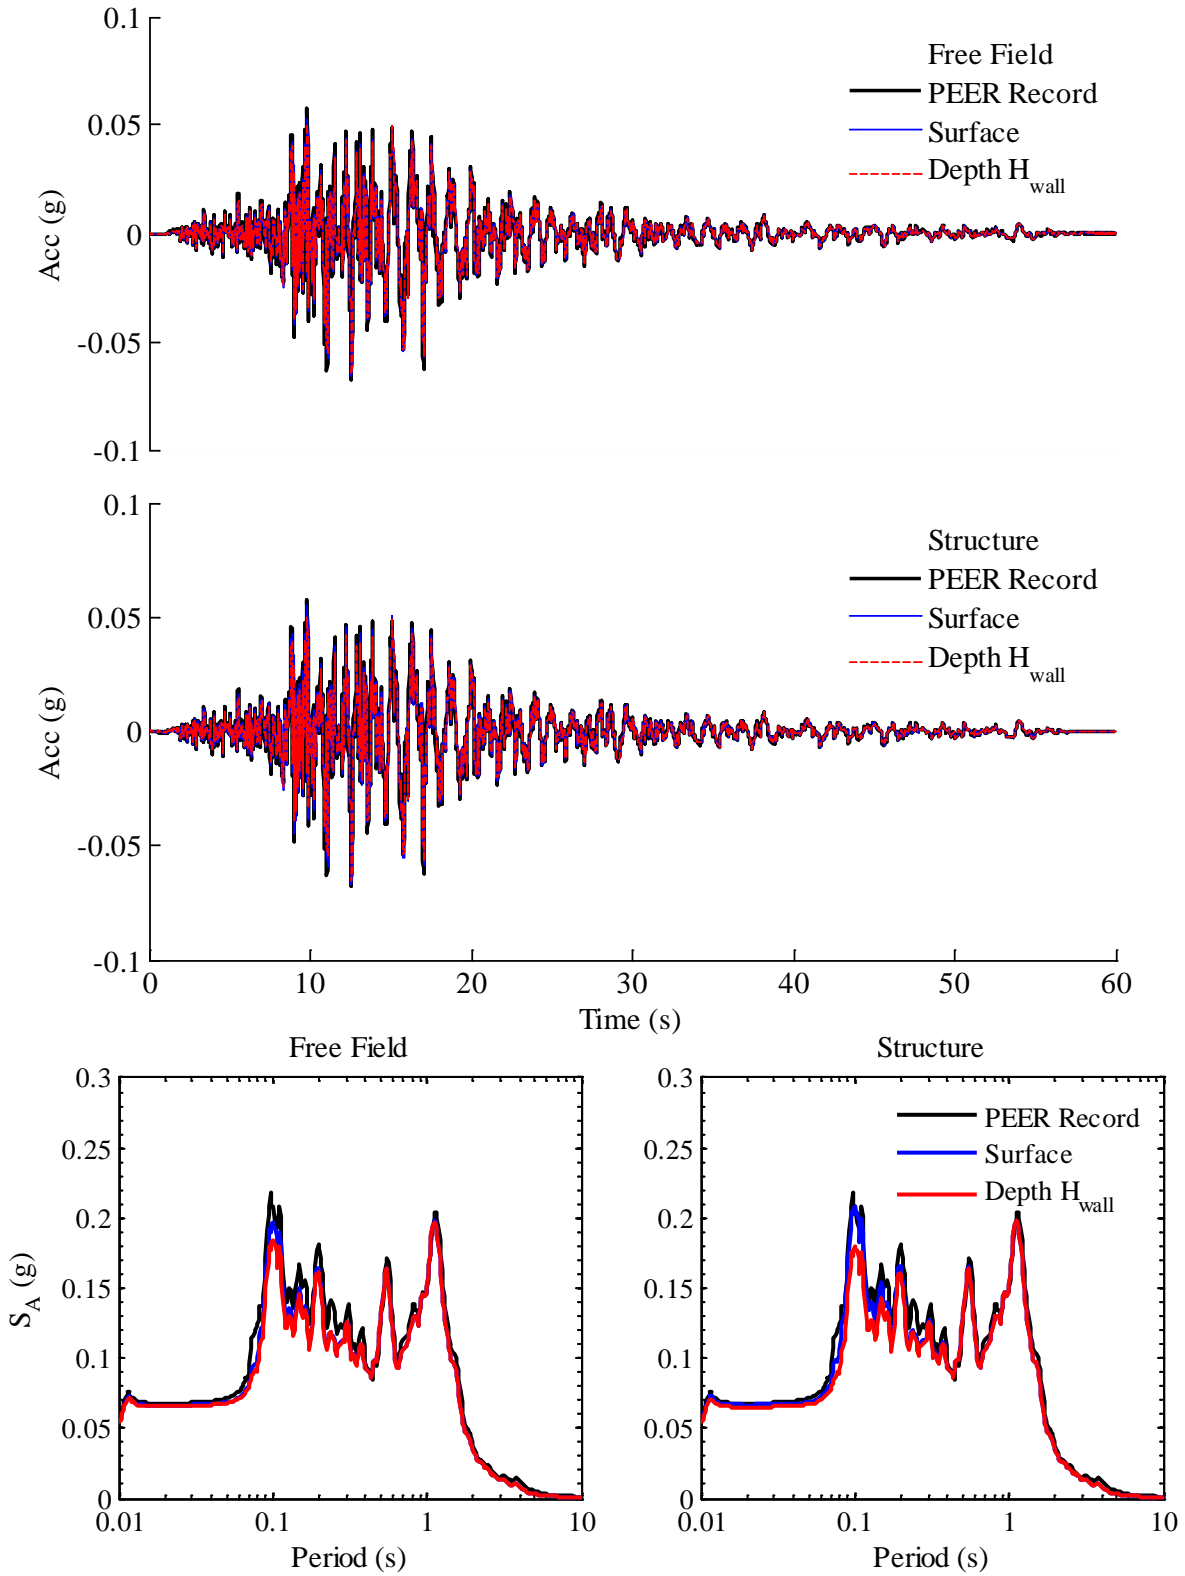 0.1
Free Field
PEER Record
0.05
Surface
Depth H_wall
Acc (g)
0
-0.05
-0.1
0.1
Structure
PEER Record
0.05
Surface
Depth H_wall
Acc (g)
0
-0.05
-0.1
0 10 20 30 40 50 60
Time (s)
Free Field
0.3
0.25
0.2
S_A (g)
0.15
0.1
0.05
0
0.01 0.1 1 10
Period (s)
Structure
0.3
PEER Record
0.25
Surface
Depth H_wall
0.2
0.15
0.1
0.05
0
0.01 0.1 1 10
Period (s)